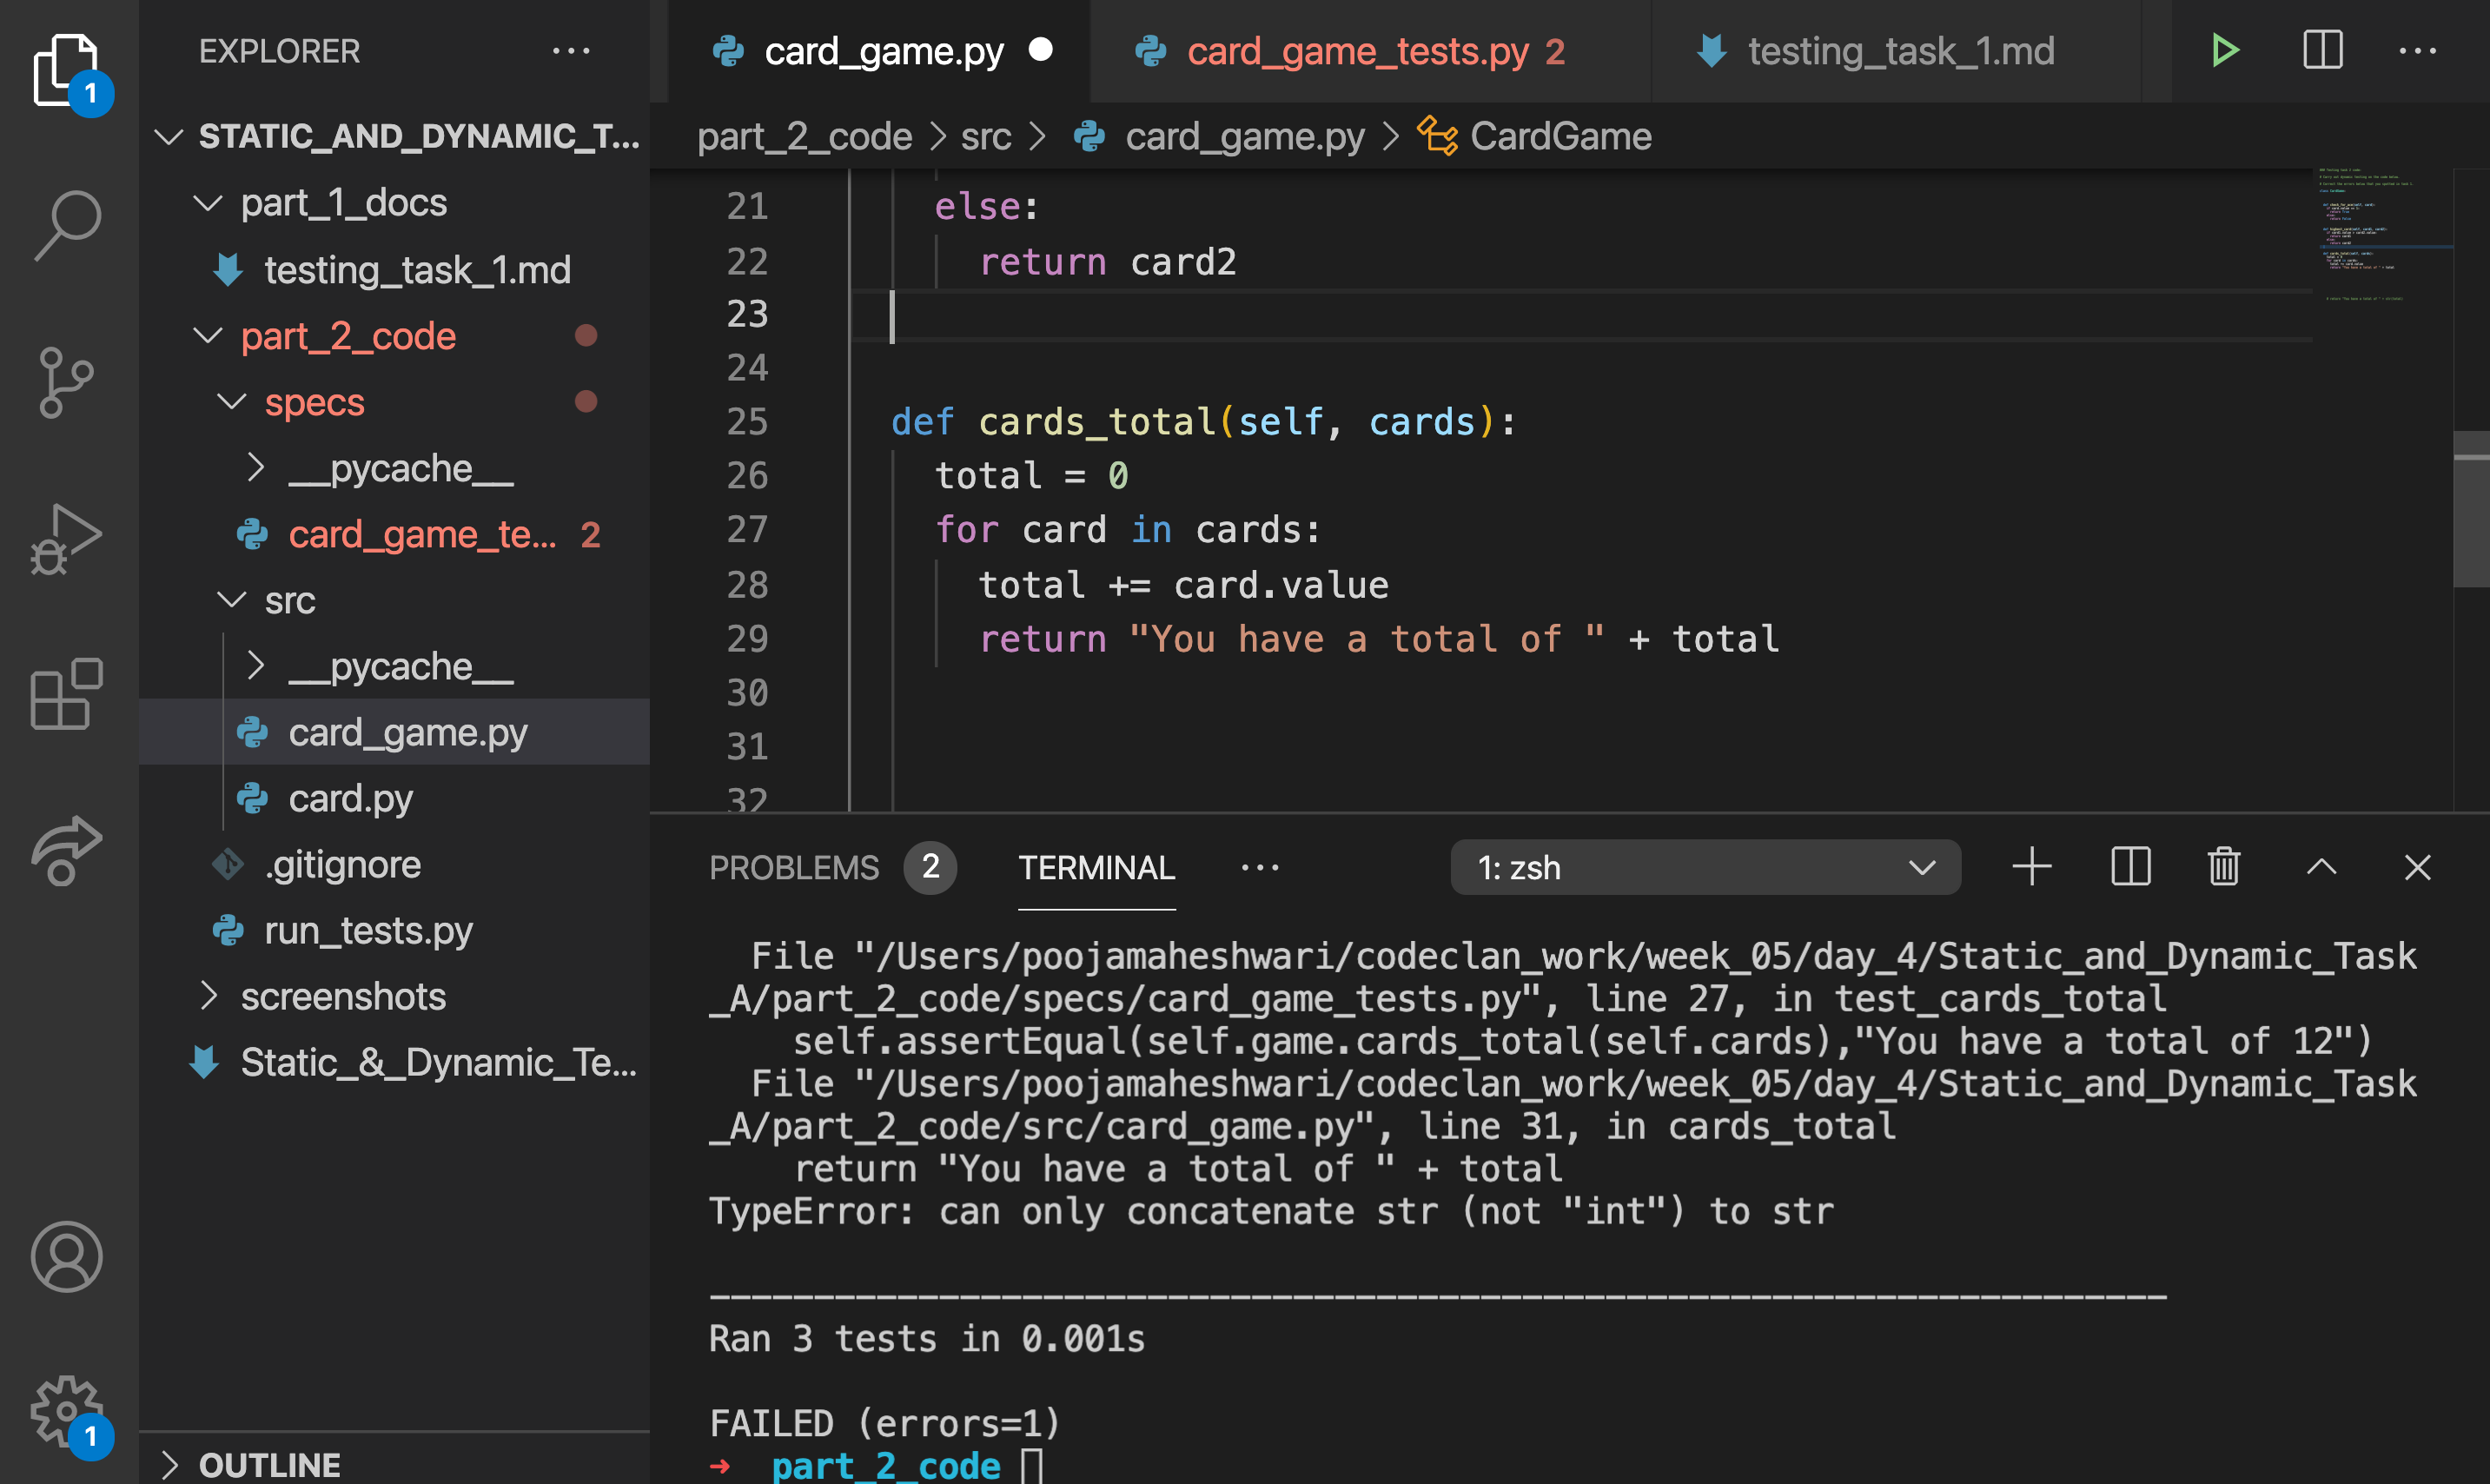 EXPLORER
1
STATIC_AND_DYNAMIC_T...
part_1_docs
testing_task_1.md
part_2_code
specs
__pycache__
card_game_te... 2
src
__pycache__
card_game.py
card.py
.gitignore
run_tests.py
screenshots
Static_&_Dynamic_Te...
1
OUTLINE
card_game.py
card_game_tests.py 2
testing_task_1.md
part_2_code > src > card_game.py > CardGame
21 else:
22 return card2
23
24
25 def cards_total(self, cards):
26 total = 0
27 for card in cards:
28 total += card.value
29 return "You have a total of " + total
30
31
32
PROBLEMS 2 TERMINAL 1: zsh
File "/Users/poojamaheshwari/codeclan_work/week_05/day_4/Static_and_Dynamic_Task
_A/part_2_code/specs/card_game_tests.py", line 27, in test_cards_total
self.assertEqual(self.game.cards_total(self.cards),"You have a total of 12")
File "/Users/poojamaheshwari/codeclan_work/week_05/day_4/Static_and_Dynamic_Task
_A/part_2_code/src/card_game.py", line 31, in cards_total
return "You have a total of " + total
TypeError: can only concatenate str (not "int") to str
----------------------------------------------------------------------
Ran 3 tests in 0.001s
FAILED (errors=1)
➜ part_2_code